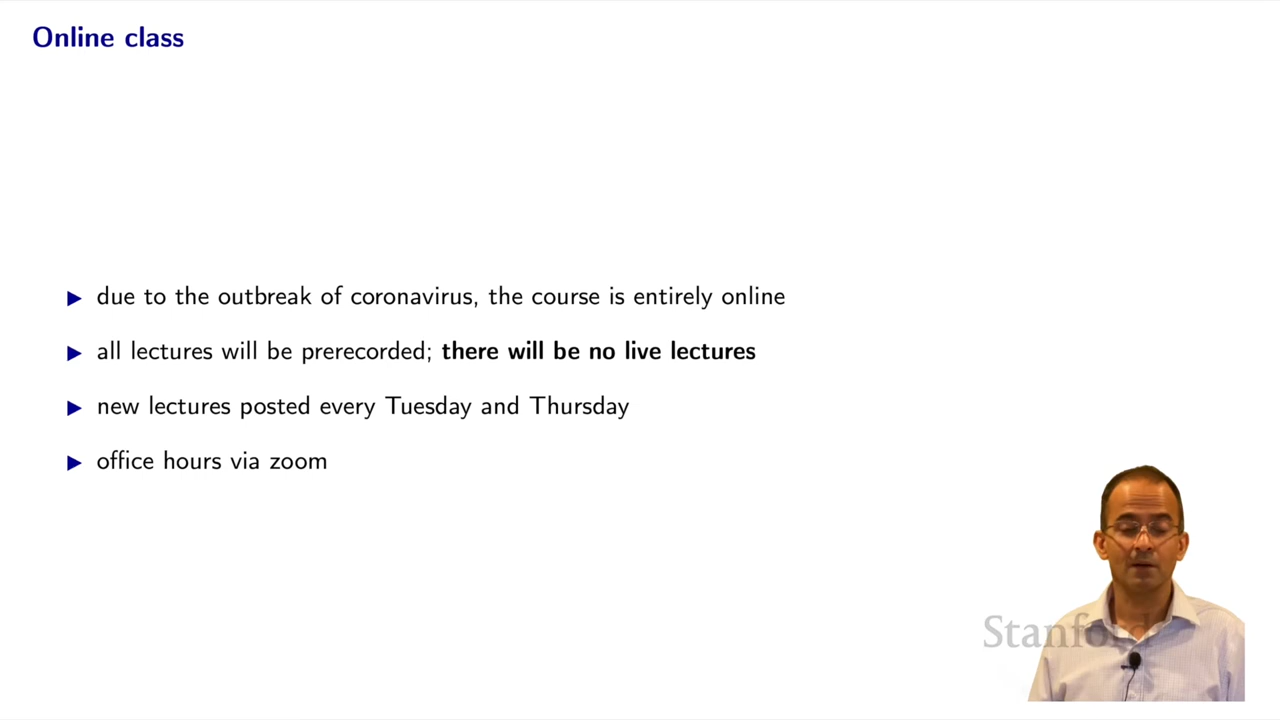 Online class
▶ due to the outbreak of coronavirus, the course is entirely online
▶ all lectures will be prerecorded; there will be no live lectures
▶ new lectures posted every Tuesday and Thursday
▶ office hours via zoom
Stanford